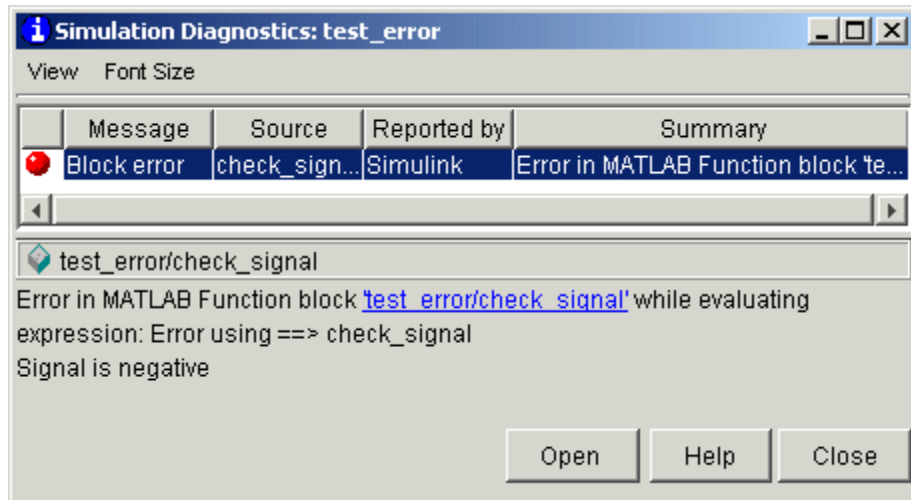 Simulation Diagnostics: test_error
View Font Size
Message Source Reported by Summary
Block error check_sign... Simulink Error in MATLAB Function block 'te...
test_error/check_signal
Error in MATLAB Function block 'test_error/check_signal' while evaluating
expression: Error using ==> check_signal
Signal is negative
Open Help Close